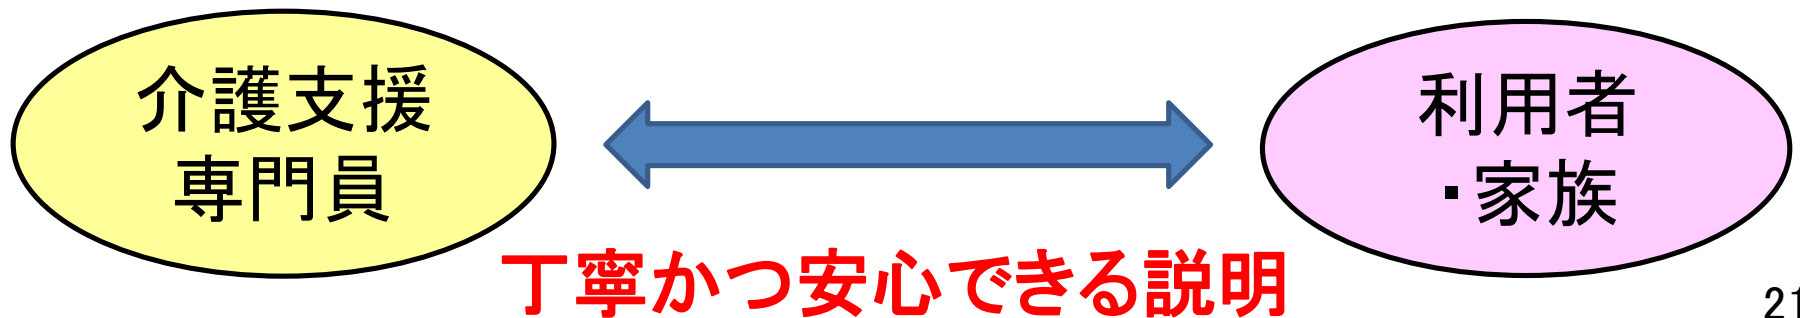 介護支援
専門員
利用者
・家族
丁寧かつ安心できる説明
21